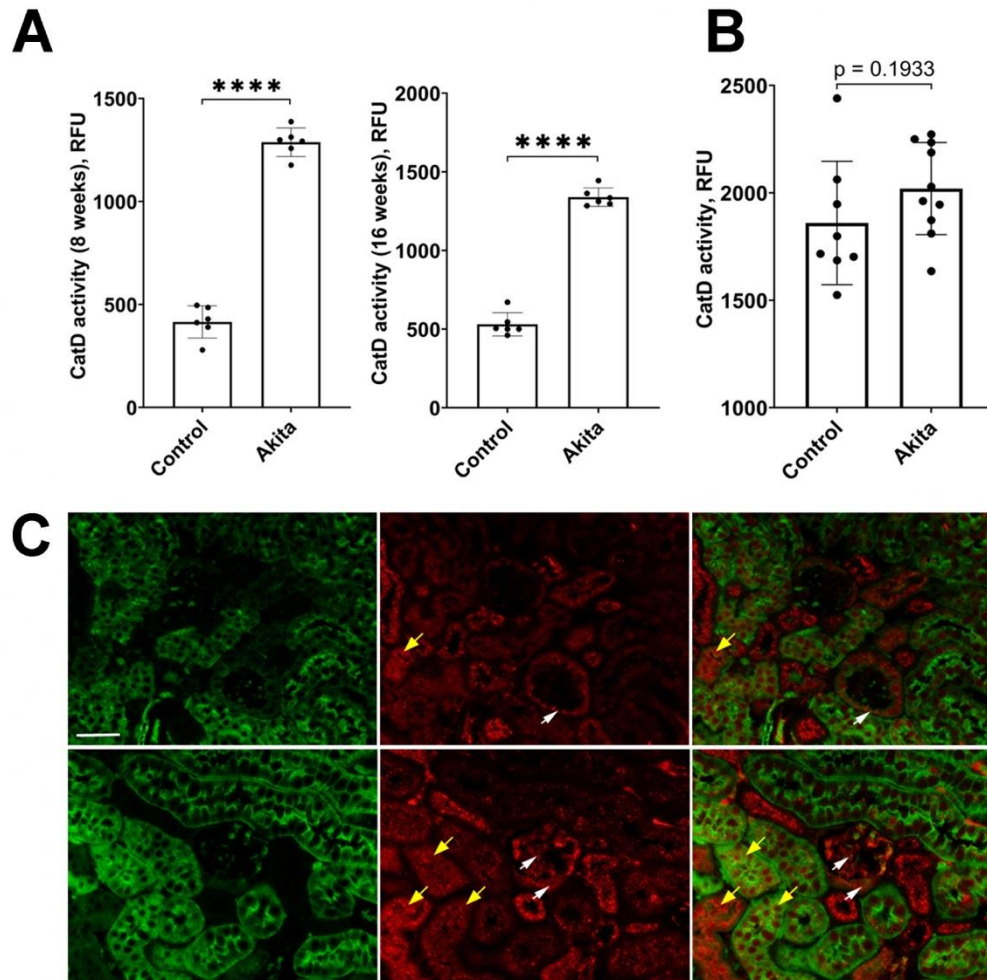 A
B
****
1500
1000
500
0
CatD activity (8 weeks), RFU
Control
Akita
****
2000
1500
1000
500
0
CatD activity (16 weeks), RFU
Control
Akita
p = 0.1933
2500
2000
1500
1000
CatD activity, RFU
Control
Akita
C